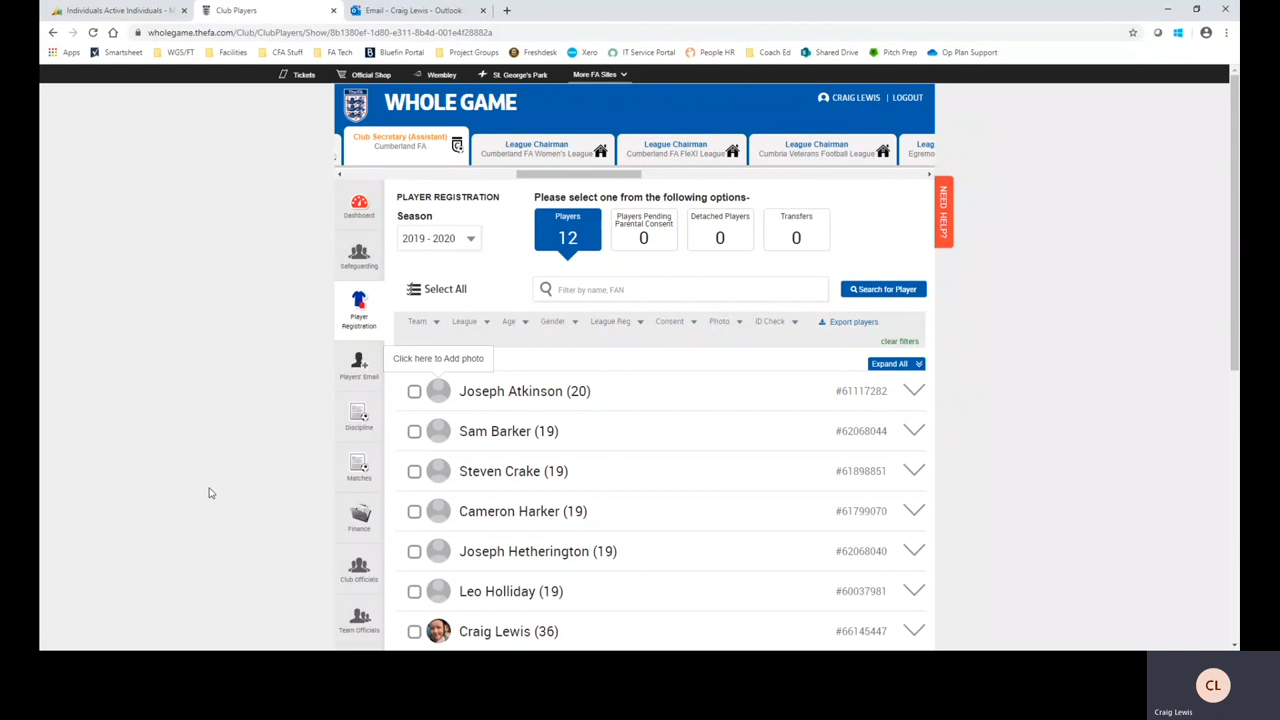 Individuals Active Individuals - M
Club Players
Email - Craig Lewis - Outlook
wholegame.thefa.com/Club/ClubPlayers/Show/8b1380ef-1d80-e311-8b4d-001e4f28882a
Apps Smartsheet WGS/FT Facilities CFA Stuff FA Tech Bluefin Portal Project Groups Freshdesk Xero IT Service Portal People HR Coach Ed Shared Drive Pitch Prep Op Plan Support
Tickets Official Shop Wembley St. George's Park More FA Sites
WHOLE GAME
CRAIG LEWIS | LOGOUT
Club Secretary (Assistant)
Cumberland FA
League Chairman
Cumberland FA Women's League
League Chairman
Cumberland FA FleXI League
League Chairman
Cumbria Veterans Football League
Leag
Egremo
NEED HELP?
Dashboard
Safeguarding
Player
Registration
Players' Email
Discipline
Matches
Finance
Club Officials
Team Officials
PLAYER REGISTRATION
Season
2019 - 2020
Please select one from the following options-
Players
12
Players Pending
Parental Consent
0
Detached Players
0
Transfers
0
Select All
Filter by name, FAN
Search for Player
Team League Age Gender League Reg Consent Photo ID Check Export players
clear filters
Click here to Add photo
Expand All
Joseph Atkinson (20) #61117282
Sam Barker (19) #62068044
Steven Crake (19) #61898851
Cameron Harker (19) #61799070
Joseph Hetherington (19) #62068040
Leo Holliday (19) #60037981
Craig Lewis (36) #66145447
CL
Craig Lewis